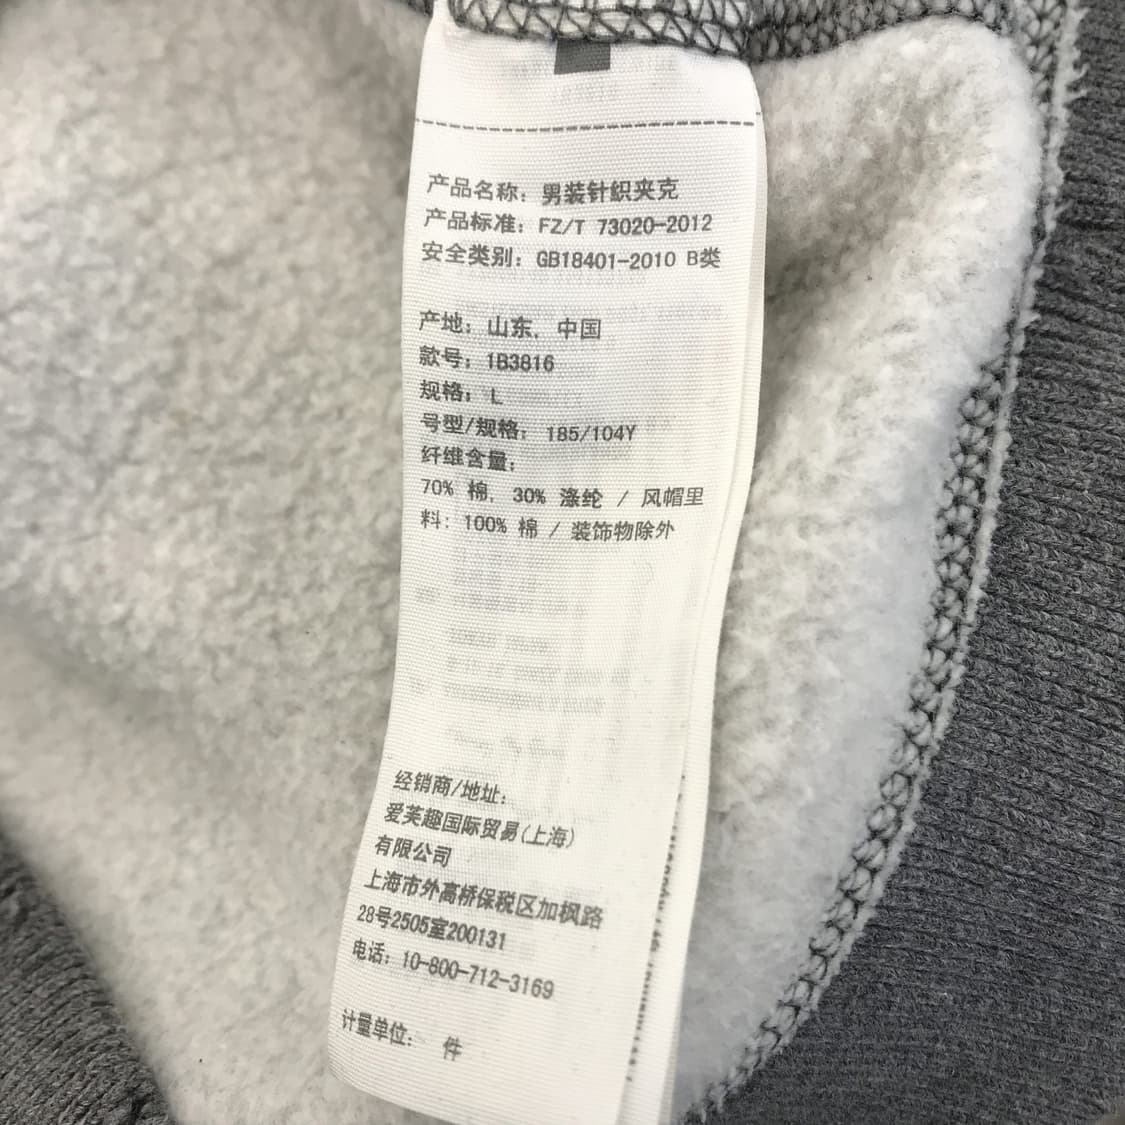 产品名称: 男装针织夹克
产品标准: FZ/T 73020-2012
安全类别: GB18401-2010 B类
产地: 山东, 中国
款号: 1B3816
规格: L
号型/规格: 185/104Y
纤维含量:
70% 棉, 30% 涤纶 / 风帽里
料: 100% 棉 / 装饰物除外
经销商/地址:
爱芙趣国际贸易(上海)
有限公司
上海市外高桥保税区加枫路
28号2505室200131
电话: 10-800-712-3169
计量单位: 件